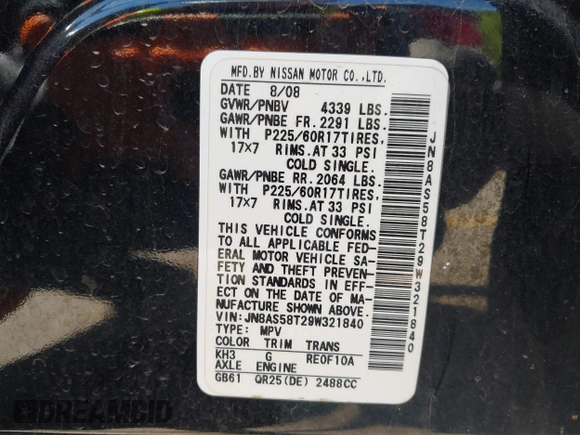 MFD.BY NISSAN MOTOR CO.,LTD.
DATE 8/08
GVWR/PNBV 4339 LBS.
GAWR/PNBE FR.2291 LBS.
WITH P225/60R17TIRES,
17×7 RIMS.AT 33 PSI
COLD SINGLE.
GAWR/PNBE RR.2064 LBS.
WITH P225/60R17TIRES,
17×7 RIMS.AT 33 PSI
COLD SINGLE.
THIS VEHICLE CONFORMS
TO ALL APPLICABLE FED-
ERAL MOTOR VEHICLE SA-
FETY AND THEFT PREVEN-
TION STANDARDS IN EFF-
ECT ON THE DATE OF MA-
NUFACTURE SHOWN ABOVE.
VIN:JN8AS58T29W321840
TYPE: MPV
COLOR TRIM TRANS
KH3 G RE0F10A
AXLE ENGINE
GB61 QR25(DE) 2488CC
JN8AS58T29W321840
DREAMCID